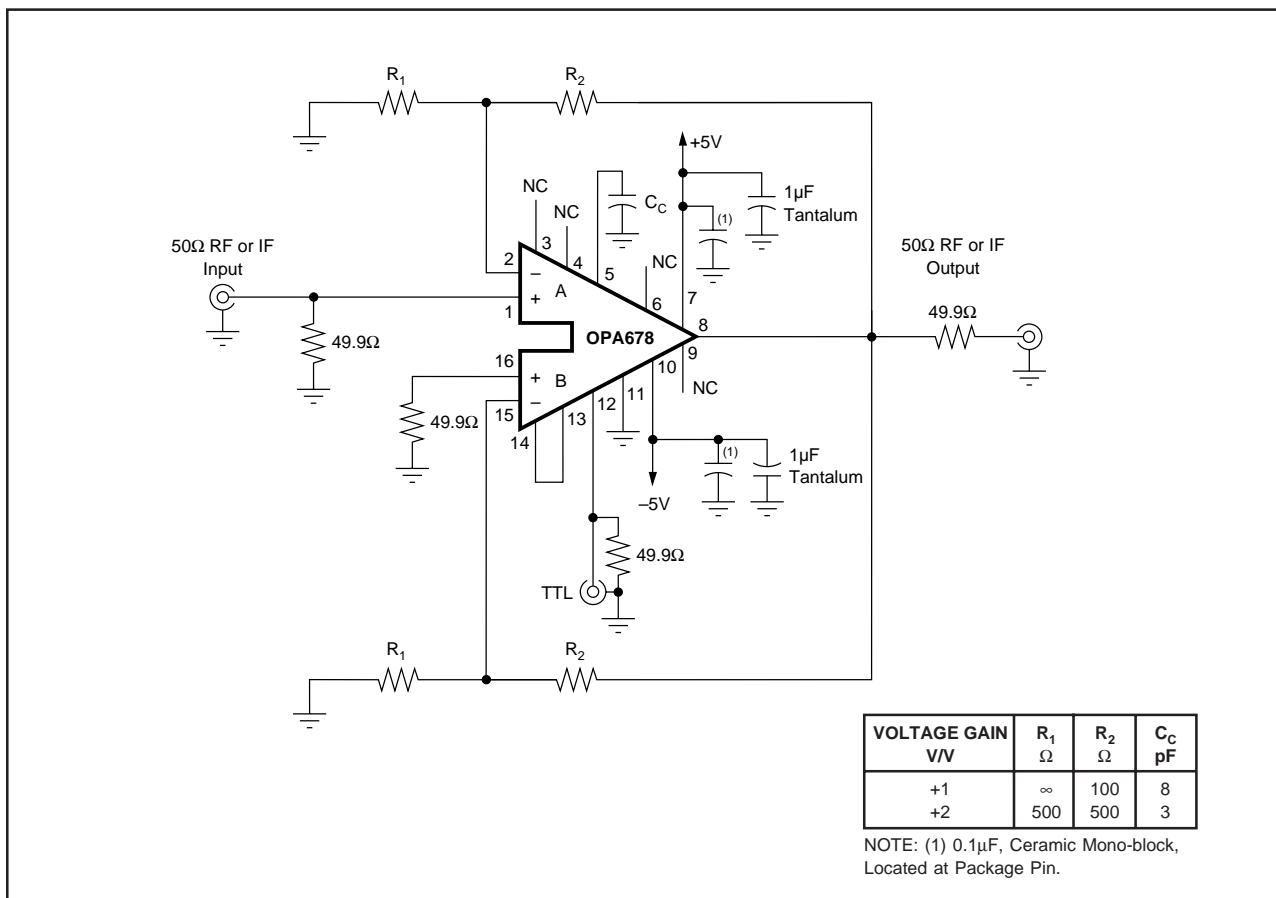 R1
R2
+5V
NC
CC
1µF
Tantalum
NC
(1)
50Ω RF or IF
Input
50Ω RF or IF
Output
3
4
5
NC
2
–
A
6
7
+
1
8
49.9Ω
OPA678
9
49.9Ω
16
+
B
10
NC
–
15
11
12
13
14
49.9Ω
(1)
1µF
Tantalum
–5V
49.9Ω
TTL
R1
R2
VOLTAGE GAIN R1 R2 CC
V/V Ω Ω pF
+1 ∞ 100 8
+2 500 500 3
NOTE: (1) 0.1µF, Ceramic Mono-block,
Located at Package Pin.